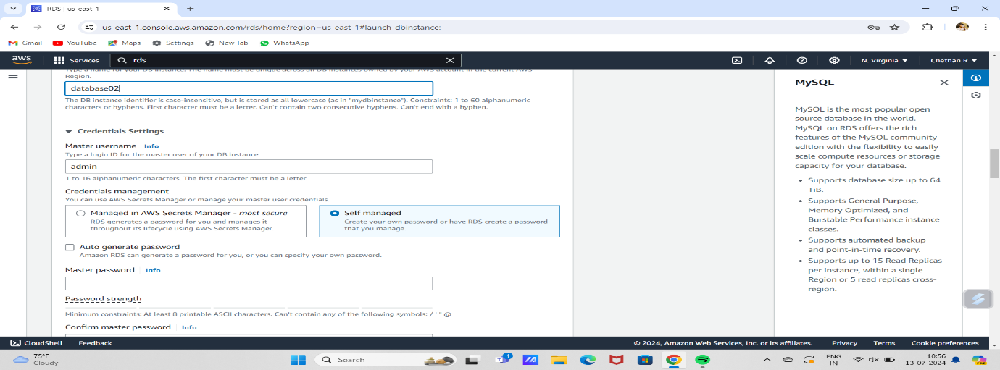 RDS | us-east-1
us-east-1.console.aws.amazon.com/rds/home?region=us-east-1#launch-dbinstance:
Gmail YouTube Maps Settings New Tab WhatsApp
aws Services rds N. Virginia Chethan R
Type a name for your DB instance. The name must be unique across all DB instances owned by your AWS account in the current AWS
Region.
database02
The DB instance identifier is case-insensitive, but is stored as all lowercase (as in "mydbinstance"). Constraints: 1 to 60 alphanumeric
characters or hyphens. First character must be a letter. Can't contain two consecutive hyphens. Can't end with a hyphen.
Credentials Settings
Master username Info
Type a login ID for the master user of your DB instance.
admin
1 to 16 alphanumeric characters. The first character must be a letter.
Credentials management
You can use AWS Secrets Manager or manage your master user credentials.
Managed in AWS Secrets Manager - most secure
RDS generates a password for you and manages it
throughout its lifecycle using AWS Secrets Manager.
Self managed
Create your own password or have RDS create a password
that you manage.
Auto generate password
Amazon RDS can generate a password for you, or you can specify your own password.
Master password Info
Password strength
Minimum constraints: At least 8 printable ASCII characters. Can't contain any of the following symbols: / ' " @
Confirm master password Info
MySQL
MySQL is the most popular open
source database in the world.
MySQL on RDS offers the rich
features of the MySQL community
edition with the flexibility to easily
scale compute resources or storage
capacity for your database.
• Supports database size up to 64
TiB.
• Supports General Purpose,
Memory Optimized, and
Burstable Performance instance
classes.
• Supports automated backup
and point-in-time recovery.
• Supports up to 15 Read Replicas
per instance, within a single
Region or 5 read replicas cross-
region.
CloudShell Feedback © 2024, Amazon Web Services, Inc. or its affiliates. Privacy Terms Cookie preferences
75°F
Cloudy
Search
1
ENG
IN
10:56
13-07-2024